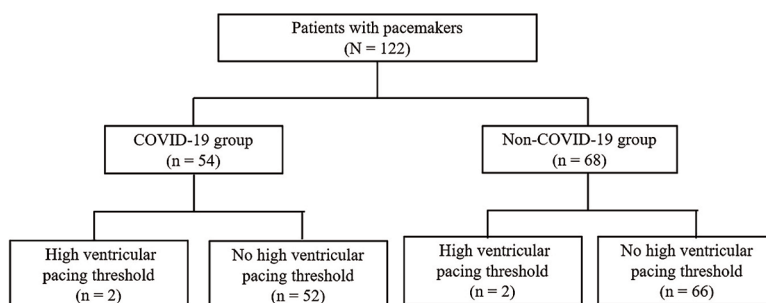 Patients with pacemakers
(N = 122)
COVID-19 group
(n = 54)
Non-COVID-19 group
(n = 68)
High ventricular
pacing threshold
(n = 2)
No high ventricular
pacing threshold
(n = 52)
High ventricular
pacing threshold
(n = 2)
No high ventricular
pacing threshold
(n = 66)